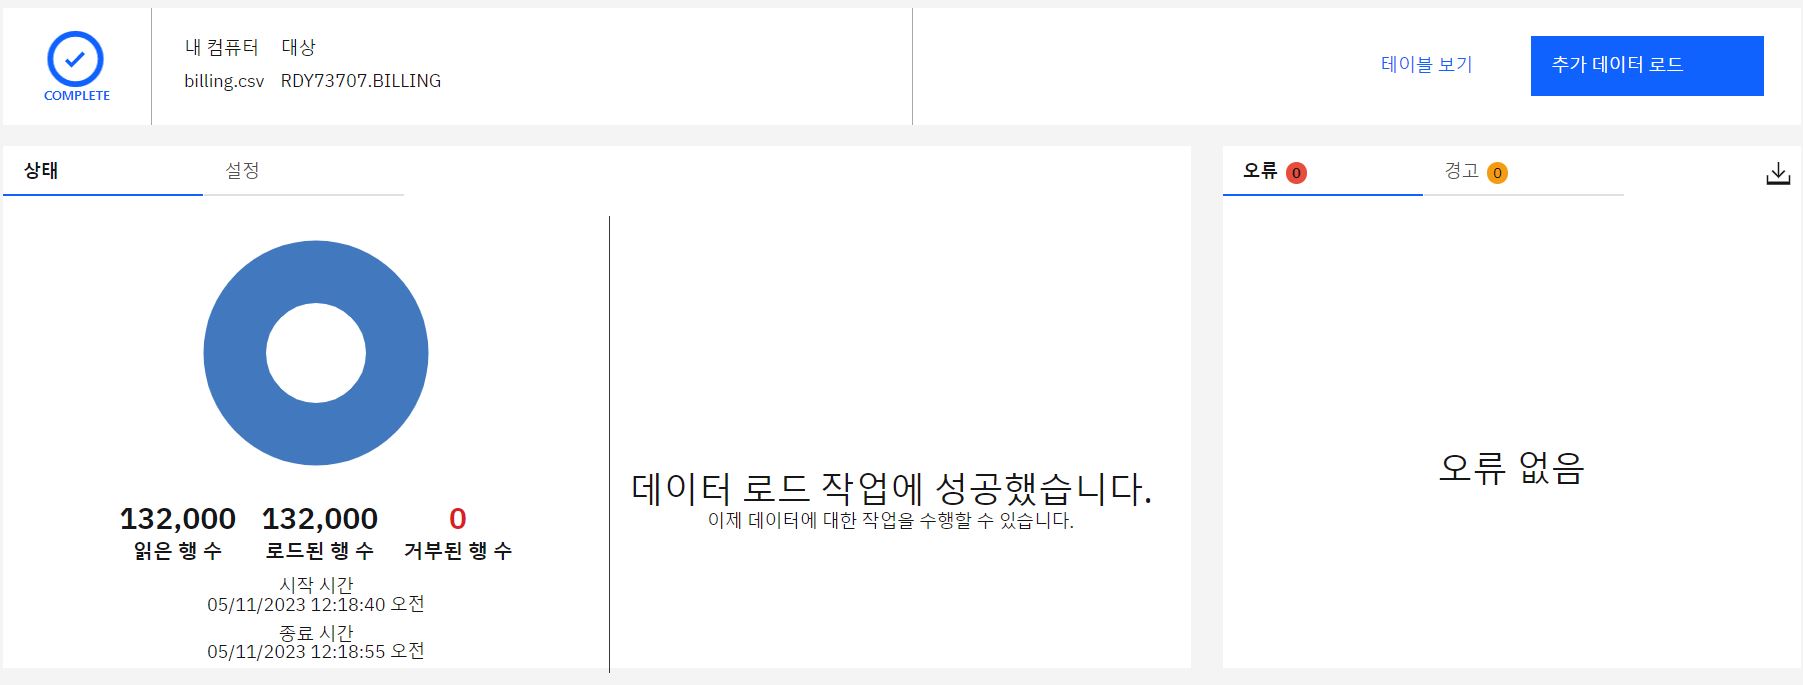 COMPLETE
내 컴퓨터 대상
billing.csv RDY73707.BILLING
테이블 보기
추가 데이터 로드
상태 설정
132,000 132,000 0
읽은 행 수 로드된 행 수 거부된 행 수
시작 시간
05/11/2023 12:18:40 오전
종료 시간
05/11/2023 12:18:55 오전
데이터 로드 작업에 성공했습니다.
이제 데이터에 대한 작업을 수행할 수 있습니다.
오류 0 경고 0
오류 없음